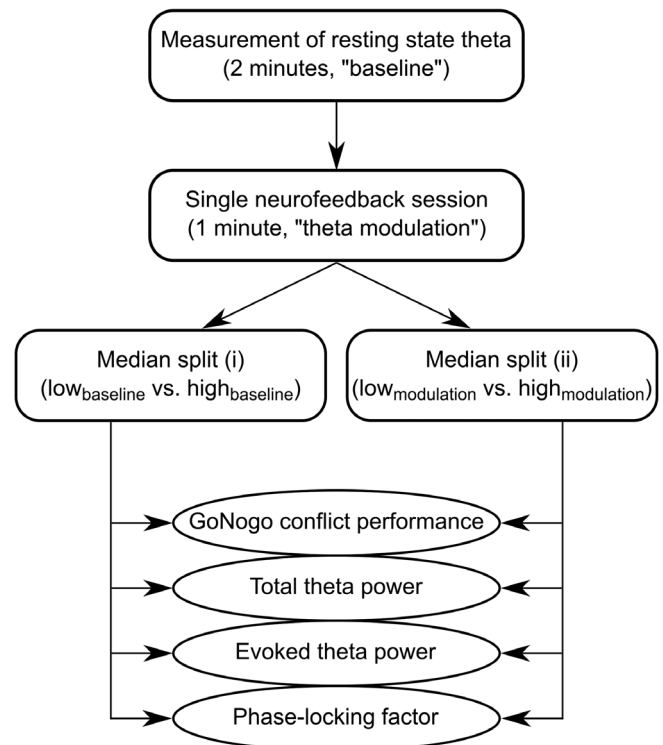 Measurement of resting state theta
(2 minutes, "baseline")
Single neurofeedback session
(1 minute, "theta modulation")
Median split (i)
(lowbaseline vs. highbaseline)
Median split (ii)
(lowmodulation vs. highmodulation)
GoNogo conflict performance
Total theta power
Evoked theta power
Phase-locking factor